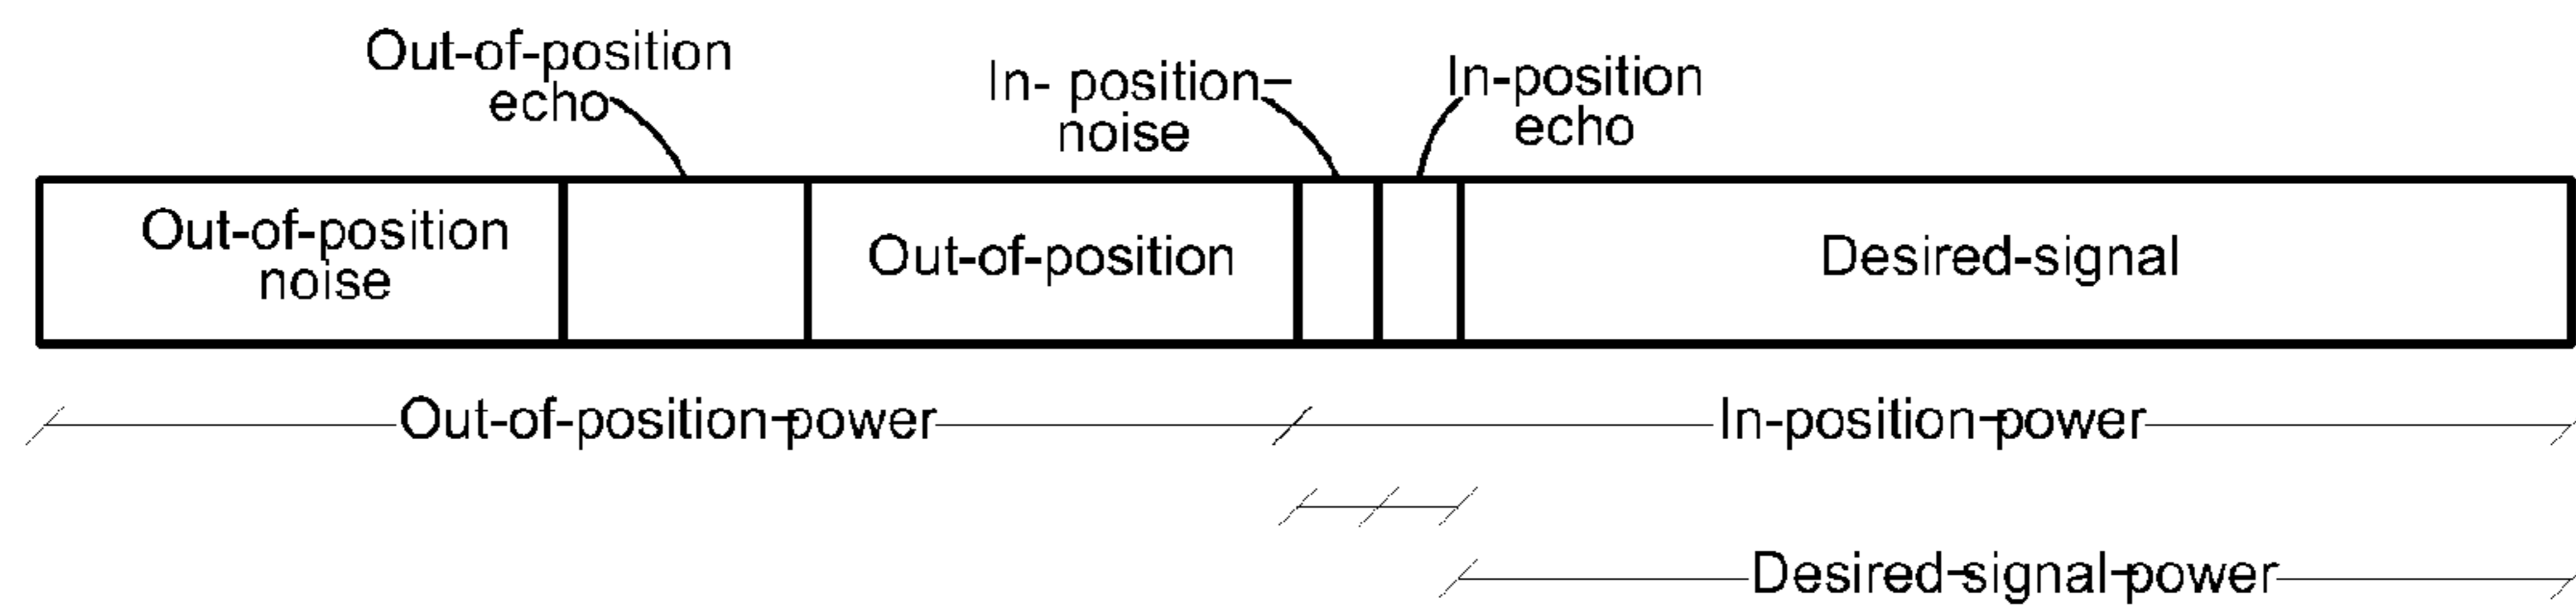 Out-of-position
echo
In- position-
noise
In-position
echo
Out-of-position
noise
Out-of-position
Desired-signal
Out-of-position-power
In-position-power
Desired-signal-power